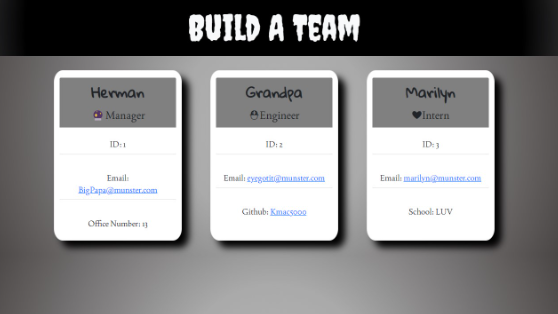 BUILD A TEAM
Herman
Manager
ID: 1
Email:
BigPapa@munster.com
Office Number: 13
Grandpa
Engineer
ID: 2
Email: eyegotit@munster.com
Github: Kmac5000
Marilyn
Intern
ID: 3
Email: marilyn@munster.com
School: LUV